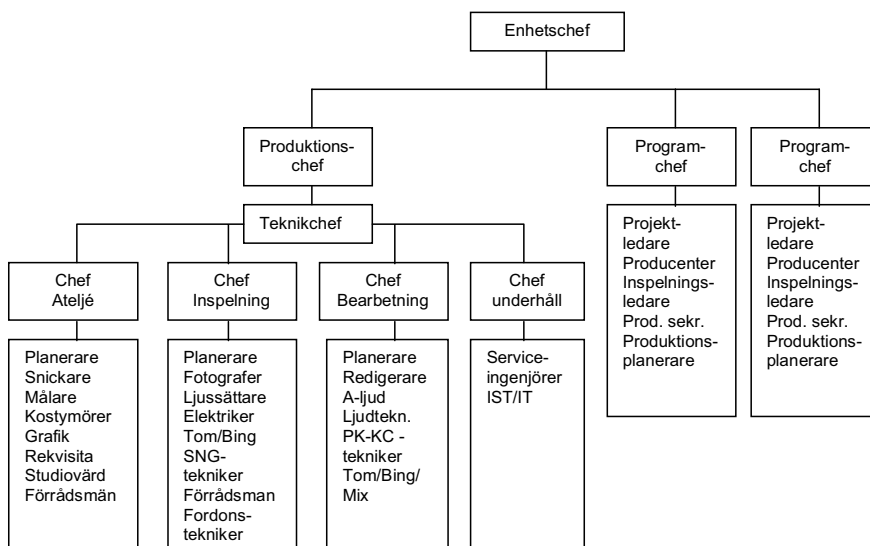 Enhetschef
Produktions-
chef
Program-
chef
Program-
chef
Teknikchef
Chef
Ateljé
Chef
Inspelning
Chef
Bearbetning
Chef
underhåll
Planerare
Snickare
Målare
Kostymörer
Grafik
Rekvisita
Studiovärd
Förrådsmän
Planerare
Fotografer
Ljussättare
Elektriker
Tom/Bing
SNG-
tekniker
Förrådsman
Fordons-
tekniker
Planerare
Redigerare
A-ljud
Ljudtekn.
PK-KC -
tekniker
Tom/Bing/
Mix
Service-
ingenjörer
IST/IT
Projekt-
ledare
Producenter
Inspelnings-
ledare
Prod. sekr.
Produktions-
planerare
Projekt-
ledare
Producenter
Inspelnings-
ledare
Prod. sekr.
Produktions-
planerare